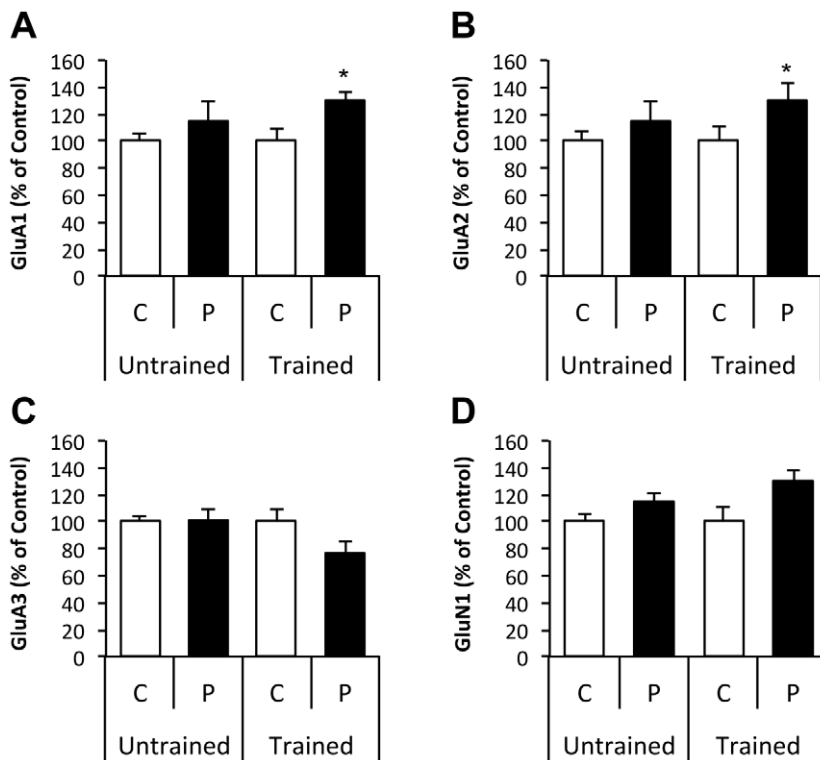 A
GluA1 (% of Control)
160
140
120
100
80
60
40
20
0
*
C P C P
Untrained Trained
B
GluA2 (% of Control)
160
140
120
100
80
60
40
20
0
*
C P C P
Untrained Trained
C
GluA3 (% of Control)
160
140
120
100
80
60
40
20
0
C P C P
Untrained Trained
D
GluN1 (% of Control)
160
140
120
100
80
60
40
20
0
C P C P
Untrained Trained